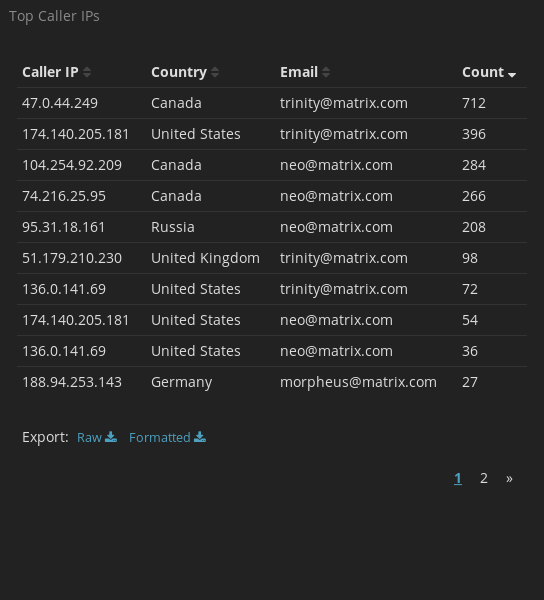 Top Caller IPs
Caller IP Country Email Count
47.0.44.249 Canada trinity@matrix.com 712
174.140.205.181 United States trinity@matrix.com 396
104.254.92.209 Canada neo@matrix.com 284
74.216.25.95 Canada neo@matrix.com 266
95.31.18.161 Russia neo@matrix.com 208
51.179.210.230 United Kingdom trinity@matrix.com 98
136.0.141.69 United States trinity@matrix.com 72
174.140.205.181 United States neo@matrix.com 54
136.0.141.69 United States neo@matrix.com 36
188.94.253.143 Germany morpheus@matrix.com 27
Export: Raw Formatted
1 2 »